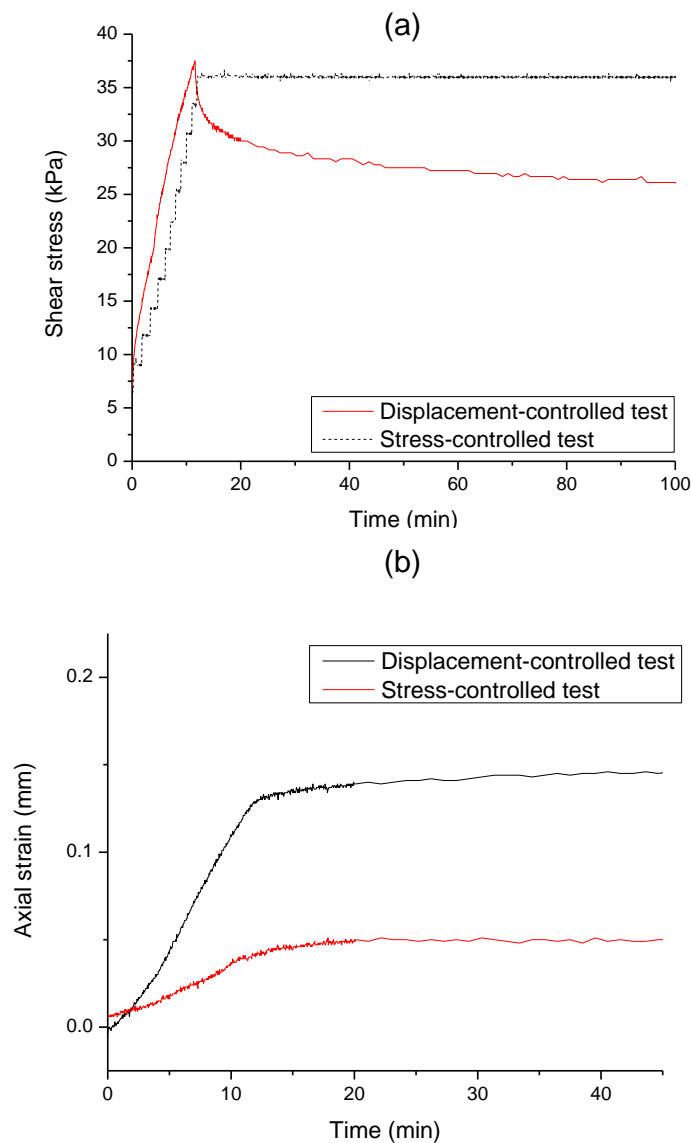 (a)
40
35
30
25
20
15
10
5
0
Shear stress (kPa)
Displacement-controlled test
Stress-controlled test
0 20 40 60 80 100
Time (min)
(b)
0.2
0.1
0.0
Axial strain (mm)
Displacement-controlled test
Stress-controlled test
0 10 20 30 40
Time (min)